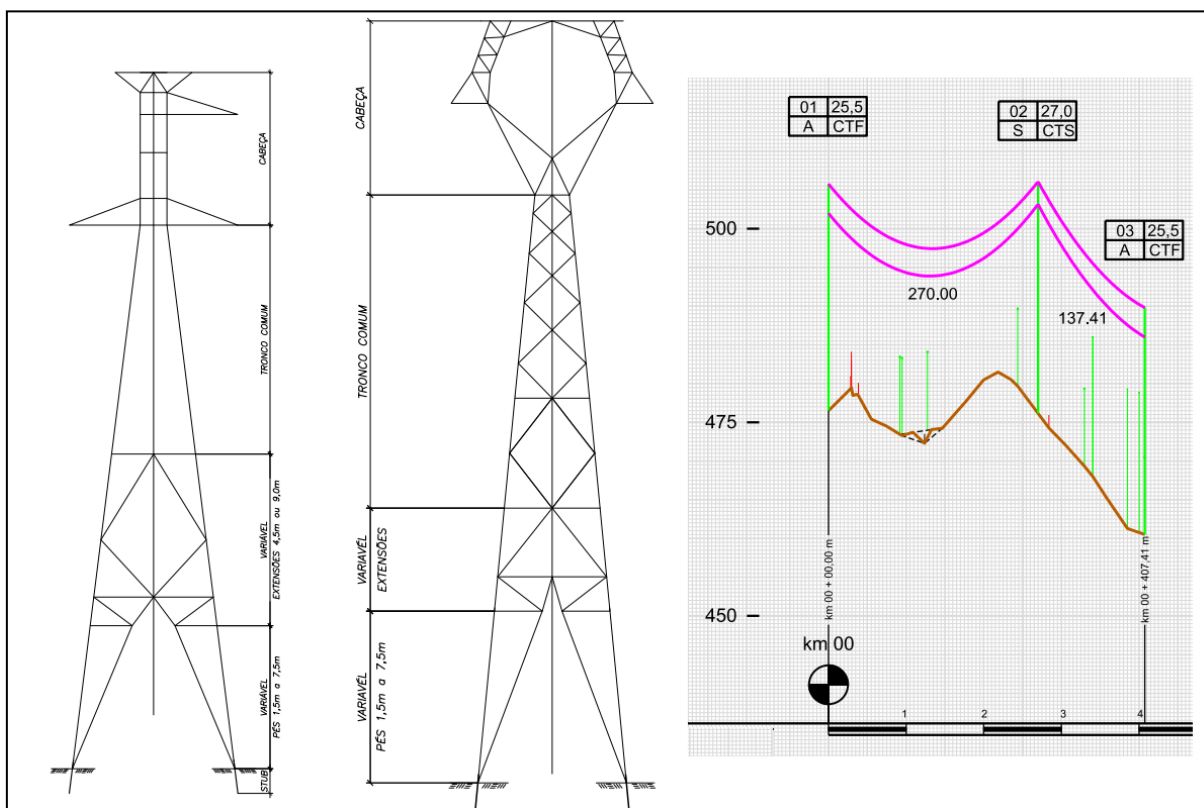 CABEÇA
TRONCO COMUM
VARIÁVEL
EXTENSÕES 4,5m ou 9,0m
VARIÁVEL
PÉS 1,5m a 7,5m
STUB
CABEÇA
TRONCO COMUM
VARIAVÉL
EXTENSÕES
VARIAVÉL
PÉS 1,5m a 7,5m
01 25,5
A CTF
02 27,0
S CTS
03 25,5
A CTF
500
475
450
270.00
137.41
km 00 + 00,00 m
km 00 + 407,41 m
km 00
1 2 3 4